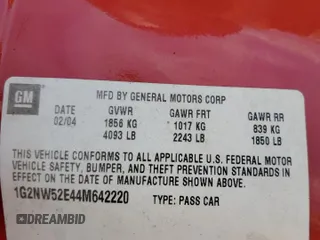 GM
MFD BY GENERAL MOTORS CORP
DATE GVWR GAWR FRT GAWR RR
02/04 1856 KG 1017 KG 839 KG
4093 LB 2243 LB 1850 LB
THIS VEHICLE CONFORMS TO ALL APPLICABLE U.S. FEDERAL MOTOR
VEHICLE SAFETY, BUMPER, AND THEFT PREVENTION STANDARDS
IN EFFECT ON THE DATE OF MANUFACTURE SHOWN ABOVE.
1G2NW52E44M642220 TYPE: PASS CAR
CARBIDMD